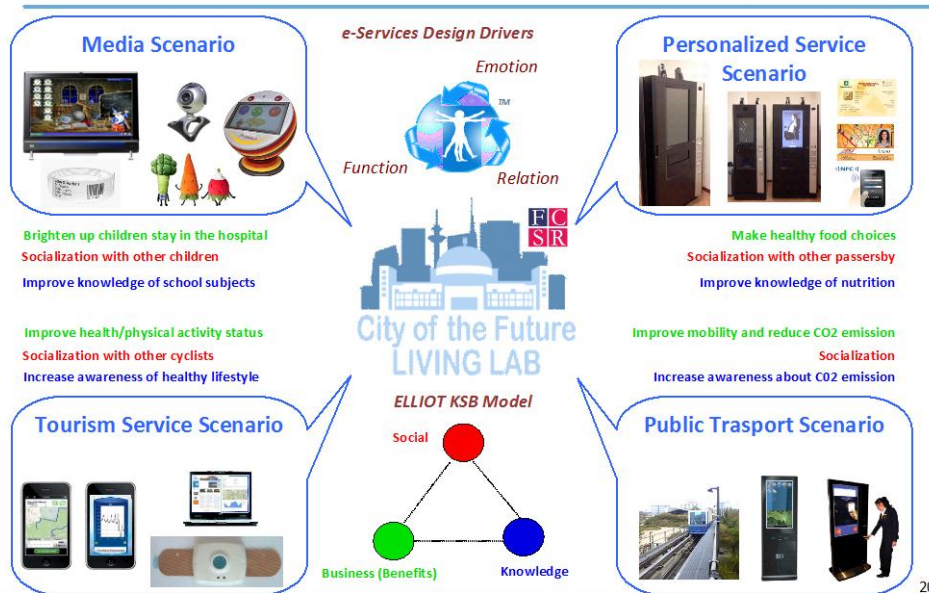 Media Scenario
e-Services Design Drivers
Emotion
TM
Function
Relation
Personalized Service
Scenario
NFC
FC
SR
Brighten up children stay in the hospital
Socialization with other children
Improve knowledge of school subjects
Make healthy food choices
Socialization with other passersby
Improve knowledge of nutrition
Improve health/physical activity status
Socialization with other cyclists
Increase awareness of healthy lifestyle
City of the Future
LIVING LAB
Improve mobility and reduce CO2 emission
Socialization
Increase awareness about C02 emission
Tourism Service Scenario
ELLIOT KSB Model
Social
Business (Benefits)
Knowledge
Public Trasport Scenario